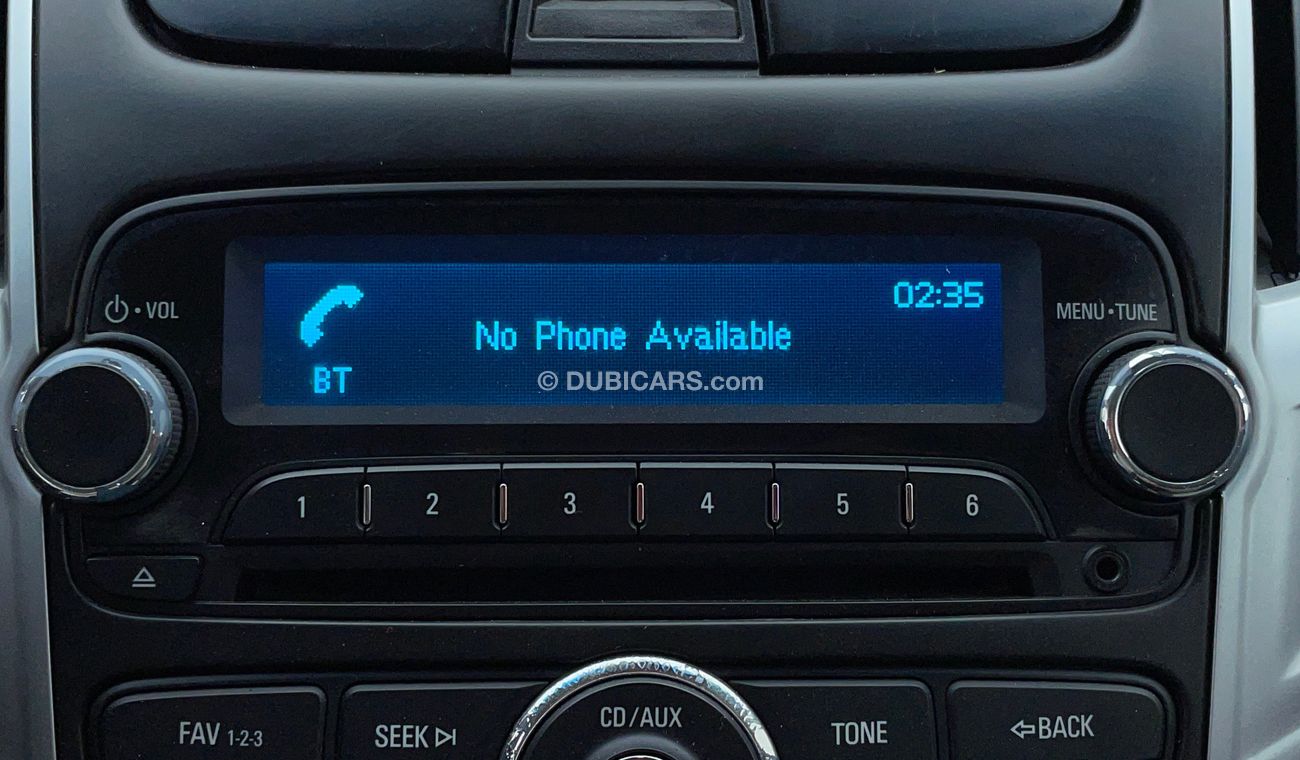 VOL
MENU•TUNE
02:35
No Phone Available
BT
© DUBICARS.com
1 2 3 4 5 6
FAV 1-2-3
SEEK
CD/AUX
TONE
BACK